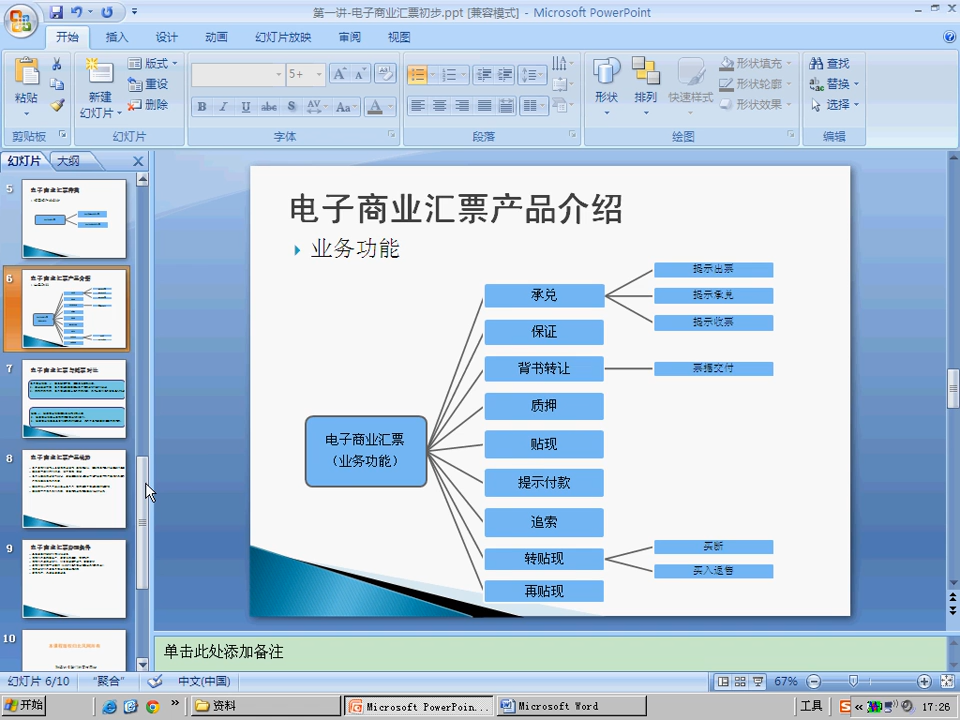 第一讲-电子商业汇票初步.ppt [兼容模式] - Microsoft PowerPoint
开始 插入 设计 动画 幻灯片放映 审阅 视图
粘贴
剪贴板
新建
幻灯片
版式
重设
删除
幻灯片
5+
字体
段落
形状
排列
快速样式
形状填充
形状轮廓
形状效果
绘图
查找
替换
选择
编辑
幻灯片 大纲
5
6
7
8
9
10
电子商业汇票产品介绍
业务功能
电子商业汇票
（业务功能）
承兑
保证
背书转让
质押
贴现
提示付款
追索
转贴现
再贴现
提示出票
提示承兑
提示收票
票据交付
买断
买入返售
单击此处添加备注
幻灯片 6/10 “聚合” 中文(中国) 67%
开始 资料 Microsoft PowerPoin... Microsoft Word 工具 17:26